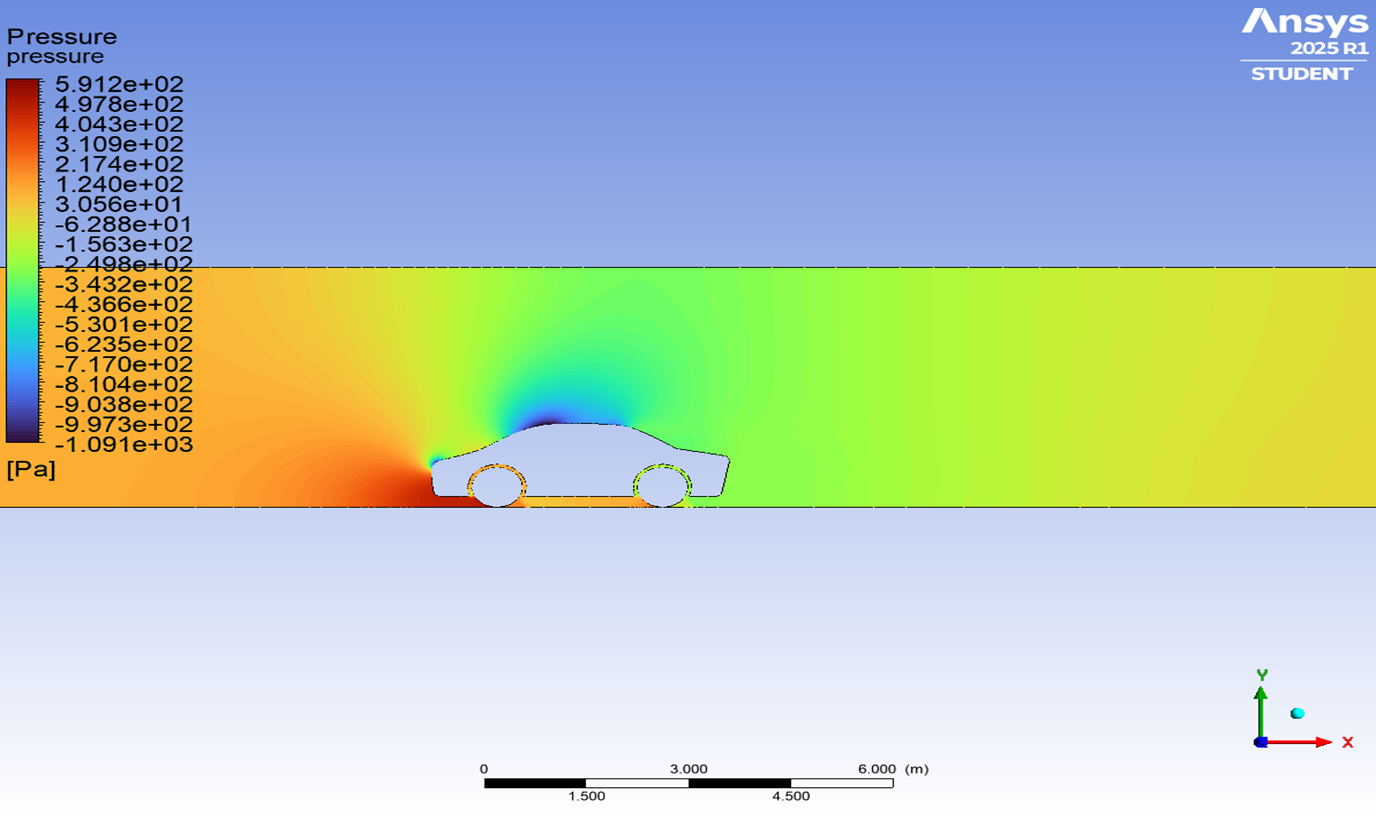 Pressure
pressure
5.912e+02
4.978e+02
4.043e+02
3.109e+02
2.174e+02
1.240e+02
3.056e+01
-6.288e+01
-1.563e+02
-2.498e+02
-3.432e+02
-4.366e+02
-5.301e+02
-6.235e+02
-7.170e+02
-8.104e+02
-9.038e+02
-9.973e+02
-1.091e+03
[Pa]
Ansys
2025 R1
STUDENT
Y
X
0 3.000 6.000 (m)
1.500 4.500